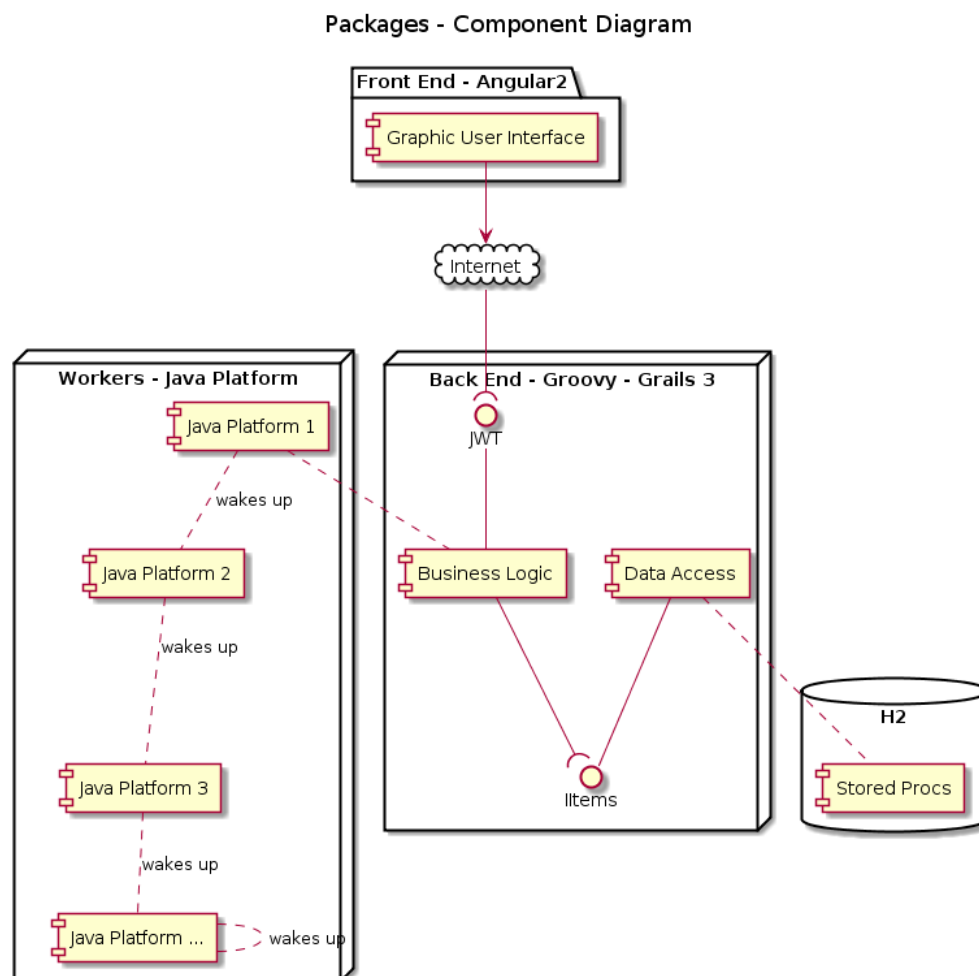 Packages - Component Diagram
Front End - Angular2
Graphic User Interface
Internet
Workers - Java Platform
Back End - Groovy - Grails 3
Java Platform 1
JWT
wakes up
Java Platform 2
Business Logic
Data Access
wakes up
H2
Java Platform 3
IItems
Stored Procs
wakes up
Java Platform ...
wakes up